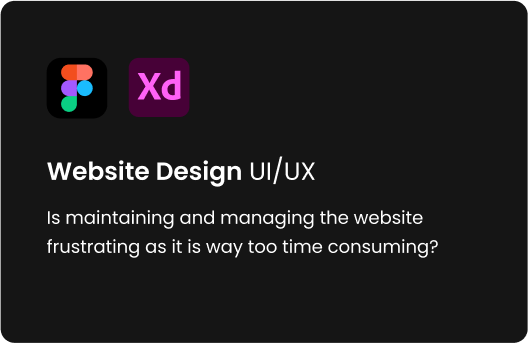 Xd
Website Design UI/UX
Is maintaining and managing the website
frustrating as it is way too time consuming?